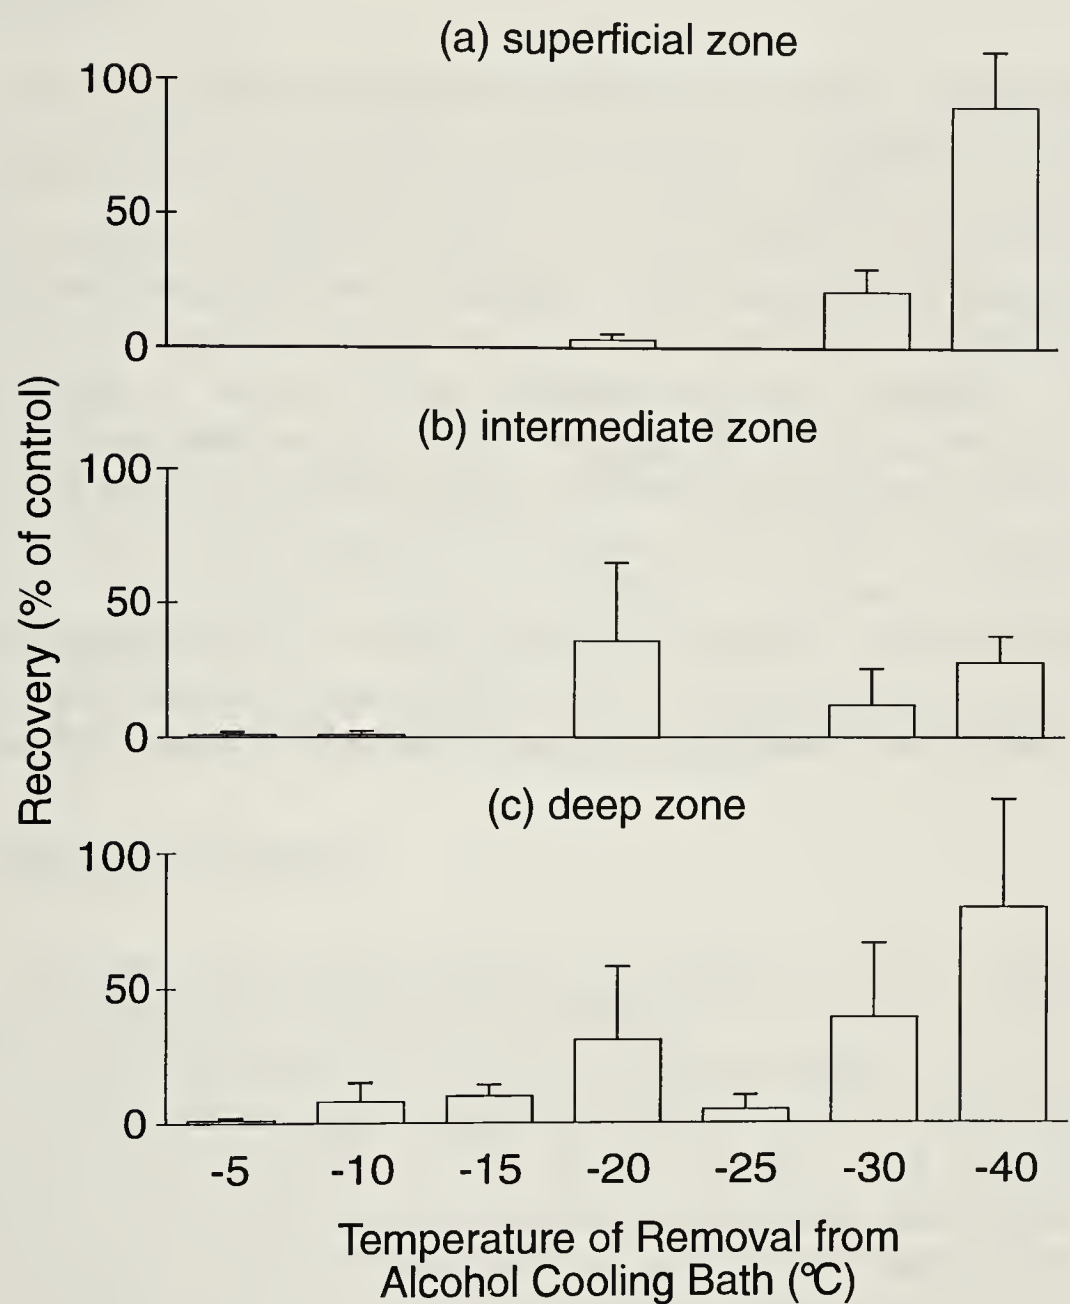 (a) superficial zone
100
50
0
Recovery (% of control)
(b) intermediate zone
100
50
0
(c) deep zone
100
50
0
-5 -10 -15 -20 -25 -30 -40
Temperature of Removal from
Alcohol Cooling Bath (°C)